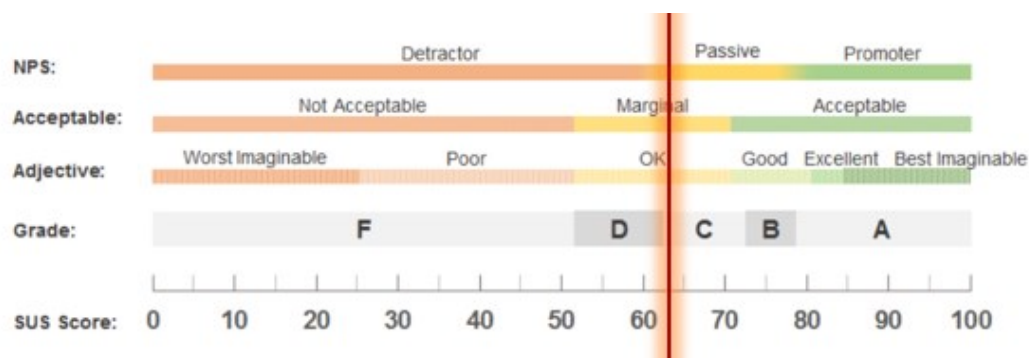 NPS: Detractor Passive Promoter
Acceptable: Not Acceptable Marginal Acceptable
Adjective: Worst Imaginable Poor OK Good Excellent Best Imaginable
Grade: F D C B A
SUS Score: 0 10 20 30 40 50 60 70 80 90 100